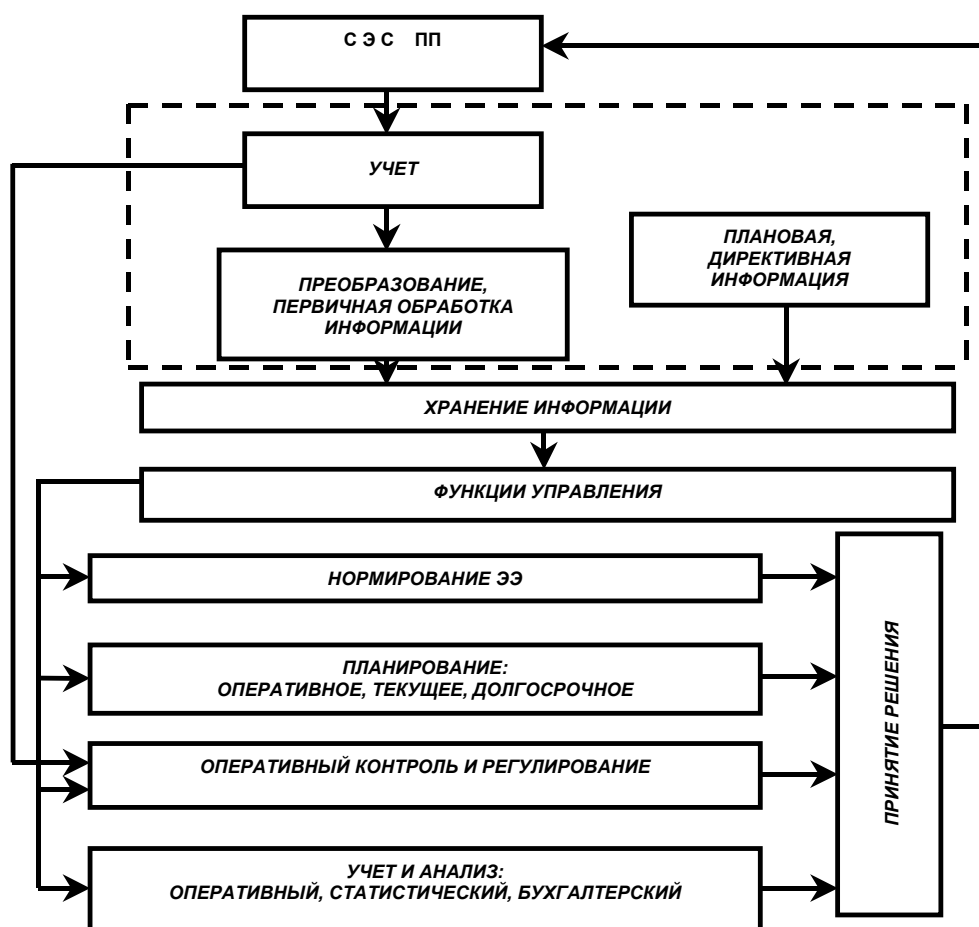 С Э С ПП
УЧЕТ
ПЛАНОВАЯ,
ДИРЕКТИВНАЯ
ИНФОРМАЦИЯ
ПРЕОБРАЗОВАНИЕ,
ПЕРВИЧНАЯ ОБРАБОТКА
ИНФОРМАЦИИ
ХРАНЕНИЕ ИНФОРМАЦИИ
ФУНКЦИИ УПРАВЛЕНИЯ
НОРМИРОВАНИЕ ЭЭ
ПЛАНИРОВАНИЕ:
ОПЕРАТИВНОЕ, ТЕКУЩЕЕ, ДОЛГОСРОЧНОЕ
ОПЕРАТИВНЫЙ КОНТРОЛЬ И РЕГУЛИРОВАНИЕ
УЧЕТ И АНАЛИЗ:
ОПЕРАТИВНЫЙ, СТАТИСТИЧЕСКИЙ, БУХГАЛТЕРСКИЙ
ПРИНЯТИЕ РЕШЕНИЯ